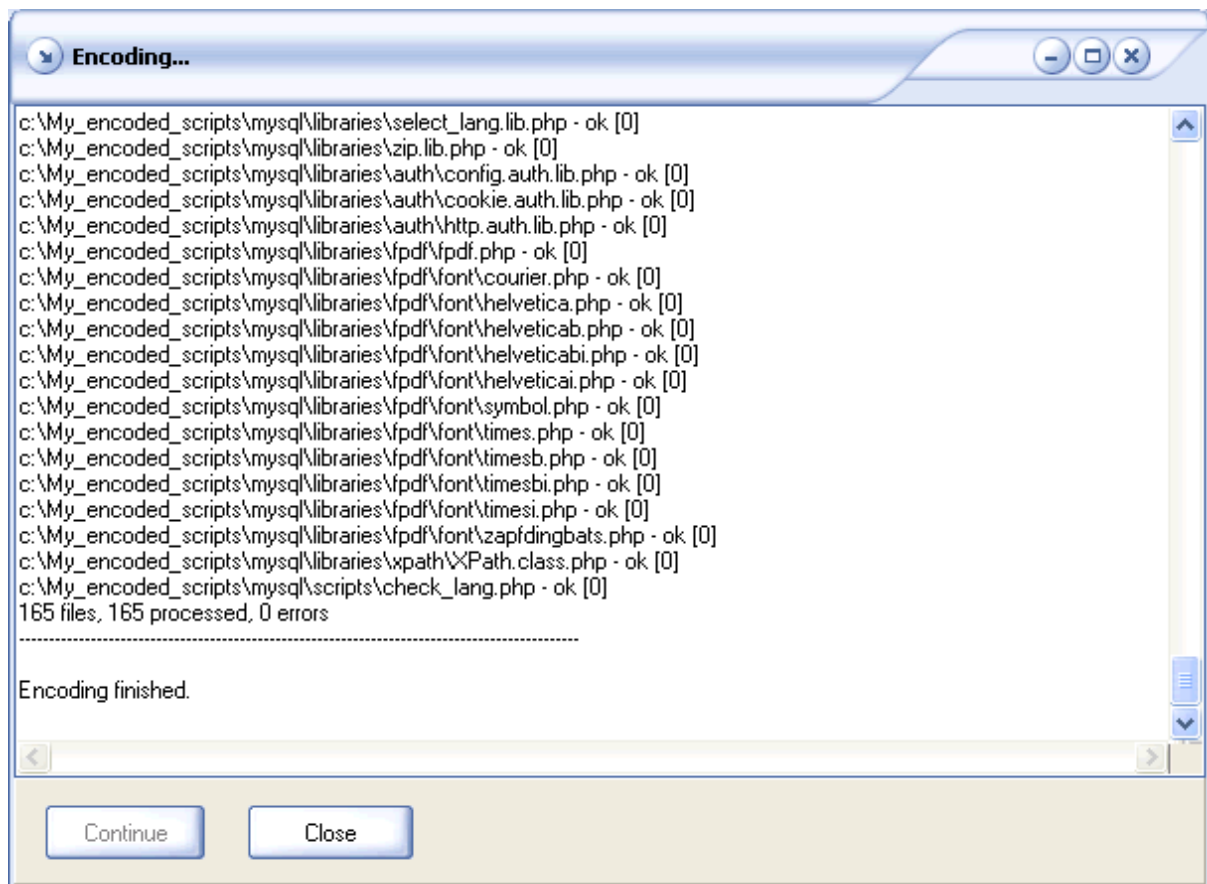 Encoding...
c:\My_encoded_scripts\mysql\libraries\select_lang.lib.php - ok [0]
c:\My_encoded_scripts\mysql\libraries\zip.lib.php - ok [0]
c:\My_encoded_scripts\mysql\libraries\auth\config.auth.lib.php - ok [0]
c:\My_encoded_scripts\mysql\libraries\auth\cookie.auth.lib.php - ok [0]
c:\My_encoded_scripts\mysql\libraries\auth\http.auth.lib.php - ok [0]
c:\My_encoded_scripts\mysql\libraries\fpdf\fpdf.php - ok [0]
c:\My_encoded_scripts\mysql\libraries\fpdf\font\courier.php - ok [0]
c:\My_encoded_scripts\mysql\libraries\fpdf\font\helvetica.php - ok [0]
c:\My_encoded_scripts\mysql\libraries\fpdf\font\helveticab.php - ok [0]
c:\My_encoded_scripts\mysql\libraries\fpdf\font\helveticabi.php - ok [0]
c:\My_encoded_scripts\mysql\libraries\fpdf\font\helveticai.php - ok [0]
c:\My_encoded_scripts\mysql\libraries\fpdf\font\symbol.php - ok [0]
c:\My_encoded_scripts\mysql\libraries\fpdf\font\times.php - ok [0]
c:\My_encoded_scripts\mysql\libraries\fpdf\font\timesb.php - ok [0]
c:\My_encoded_scripts\mysql\libraries\fpdf\font\timesbi.php - ok [0]
c:\My_encoded_scripts\mysql\libraries\fpdf\font\timesi.php - ok [0]
c:\My_encoded_scripts\mysql\libraries\fpdf\font\zapfdingbats.php - ok [0]
c:\My_encoded_scripts\mysql\libraries\xpath\XPath.class.php - ok [0]
c:\My_encoded_scripts\mysql\scripts\check_lang.php - ok [0]
165 files, 165 processed, 0 errors
---------------------------------------------------------------------------------------------
Encoding finished.
Continue Close